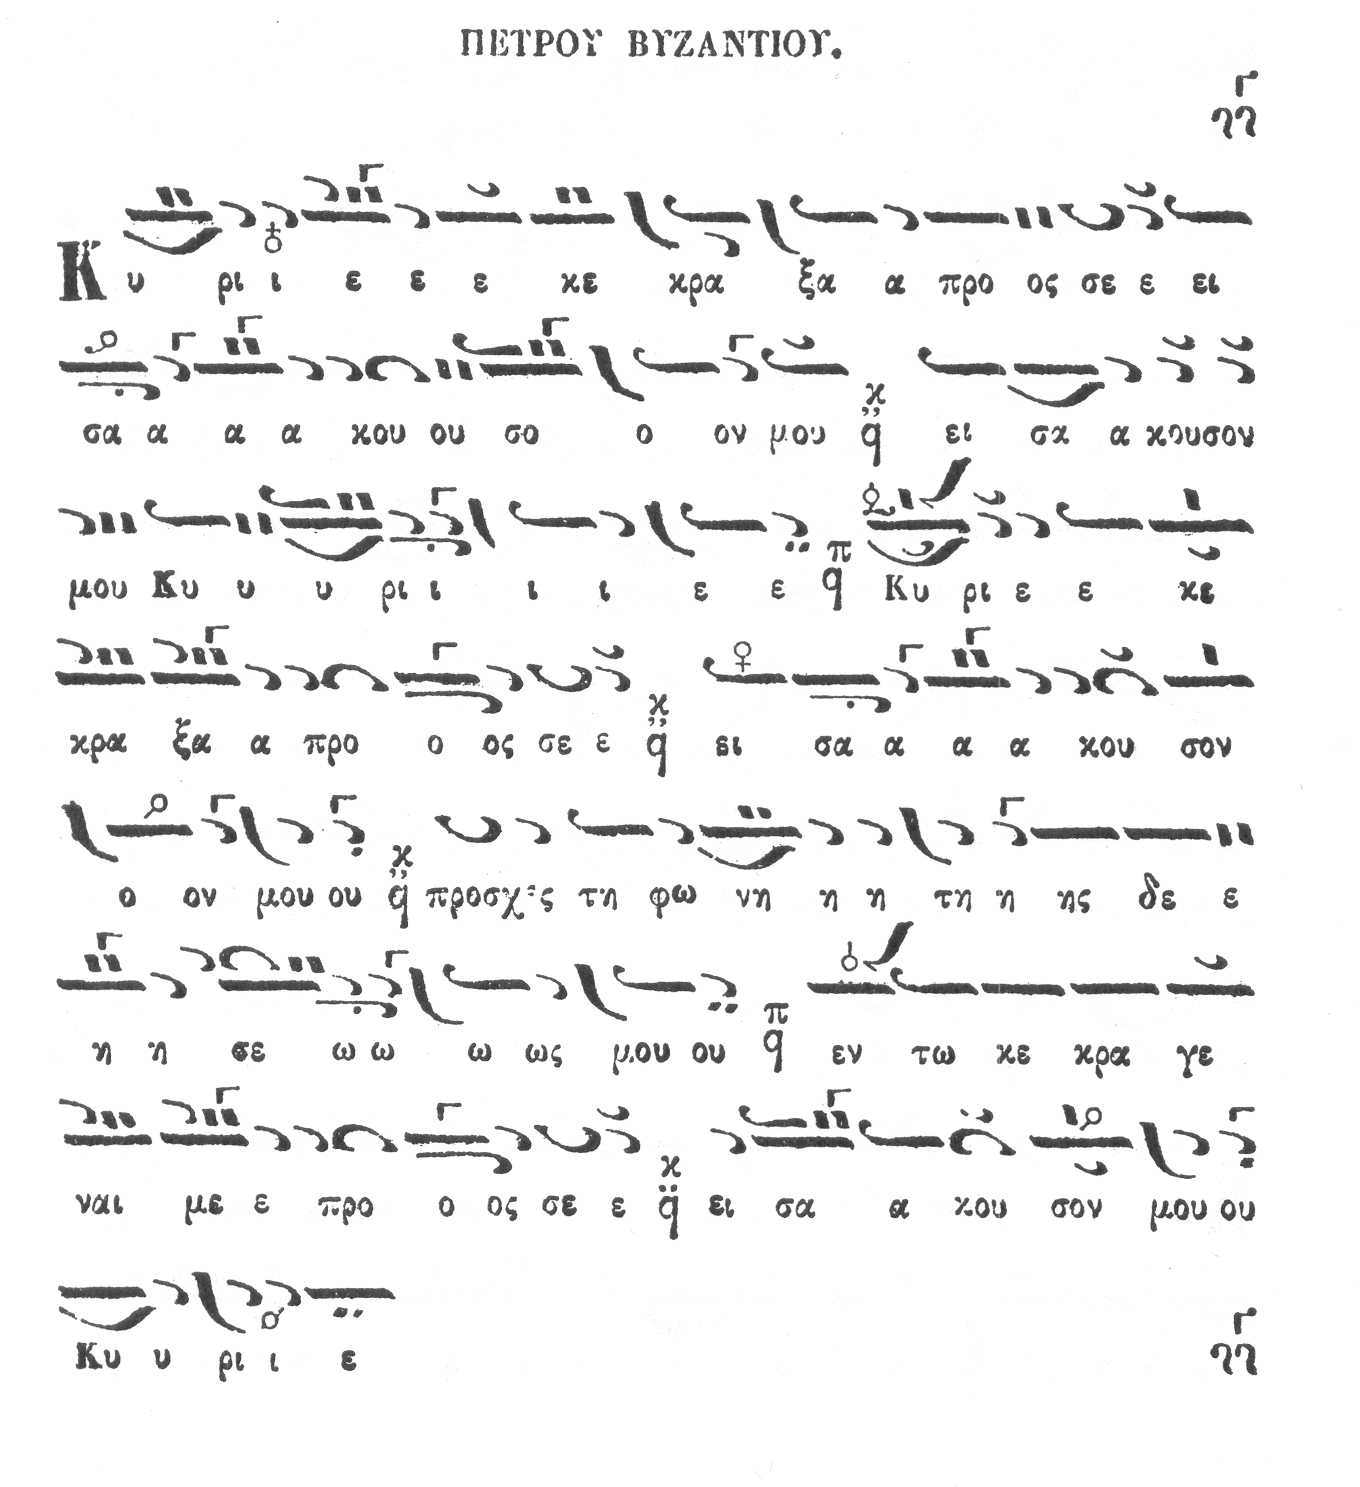 ΠΕΤΡΟΥ ΒΥΖΑΝΤΙΟΥ.
Κ υ ρι ι ε ε ε κε κρα ξα α προ ος σε ε ει
σα α α α κου ου σο ο ον μου ει σα α κουσον
μου Κυ υ υ ρι ι ι ι ε ε Κυ ρι ε ε κε
κρα ξα α προ ο ος σε ε ει σα α α α κου σον
ο ον μου ου προσχες τη φω νη η η τη η ης δε ε
η η σε ω ω ω ως μου ου εν τω κε κρα γε
ναι με ε προ ο ος σε ε ει σα α κου σον μου ου
Κυ υ ρι ι ε